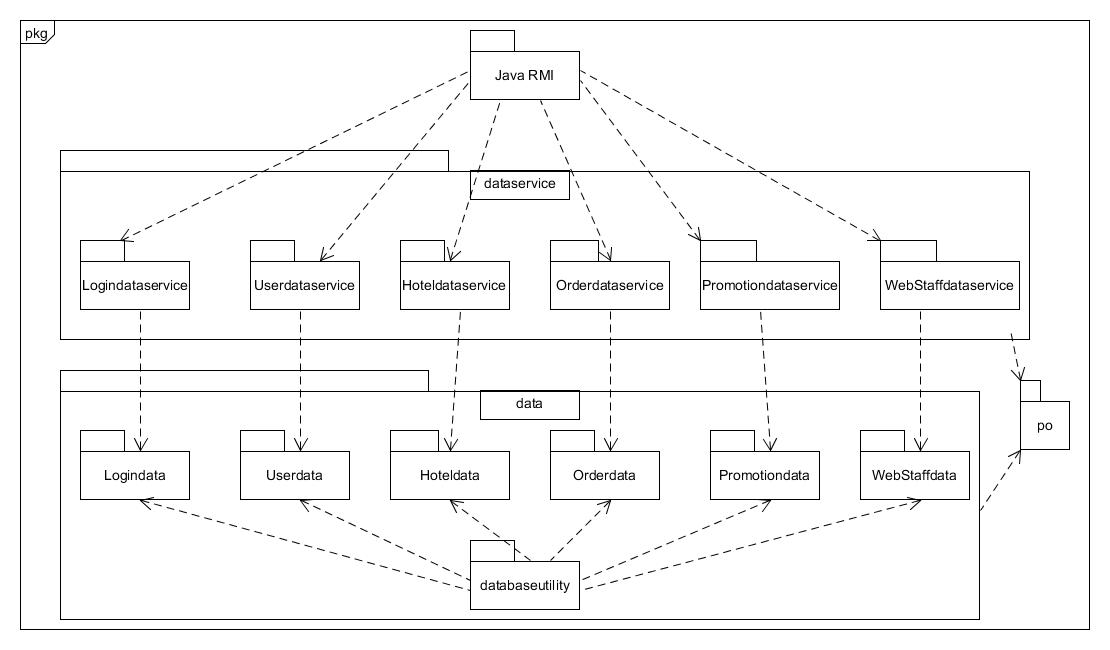 pkg
Java RMI
dataservice
Logindataservice
Userdataservice
Hoteldataservice
Orderdataservice
Promotiondataservice
WebStaffdataservice
data
po
Logindata
Userdata
Hoteldata
Orderdata
Promotiondata
WebStaffdata
databaseutility